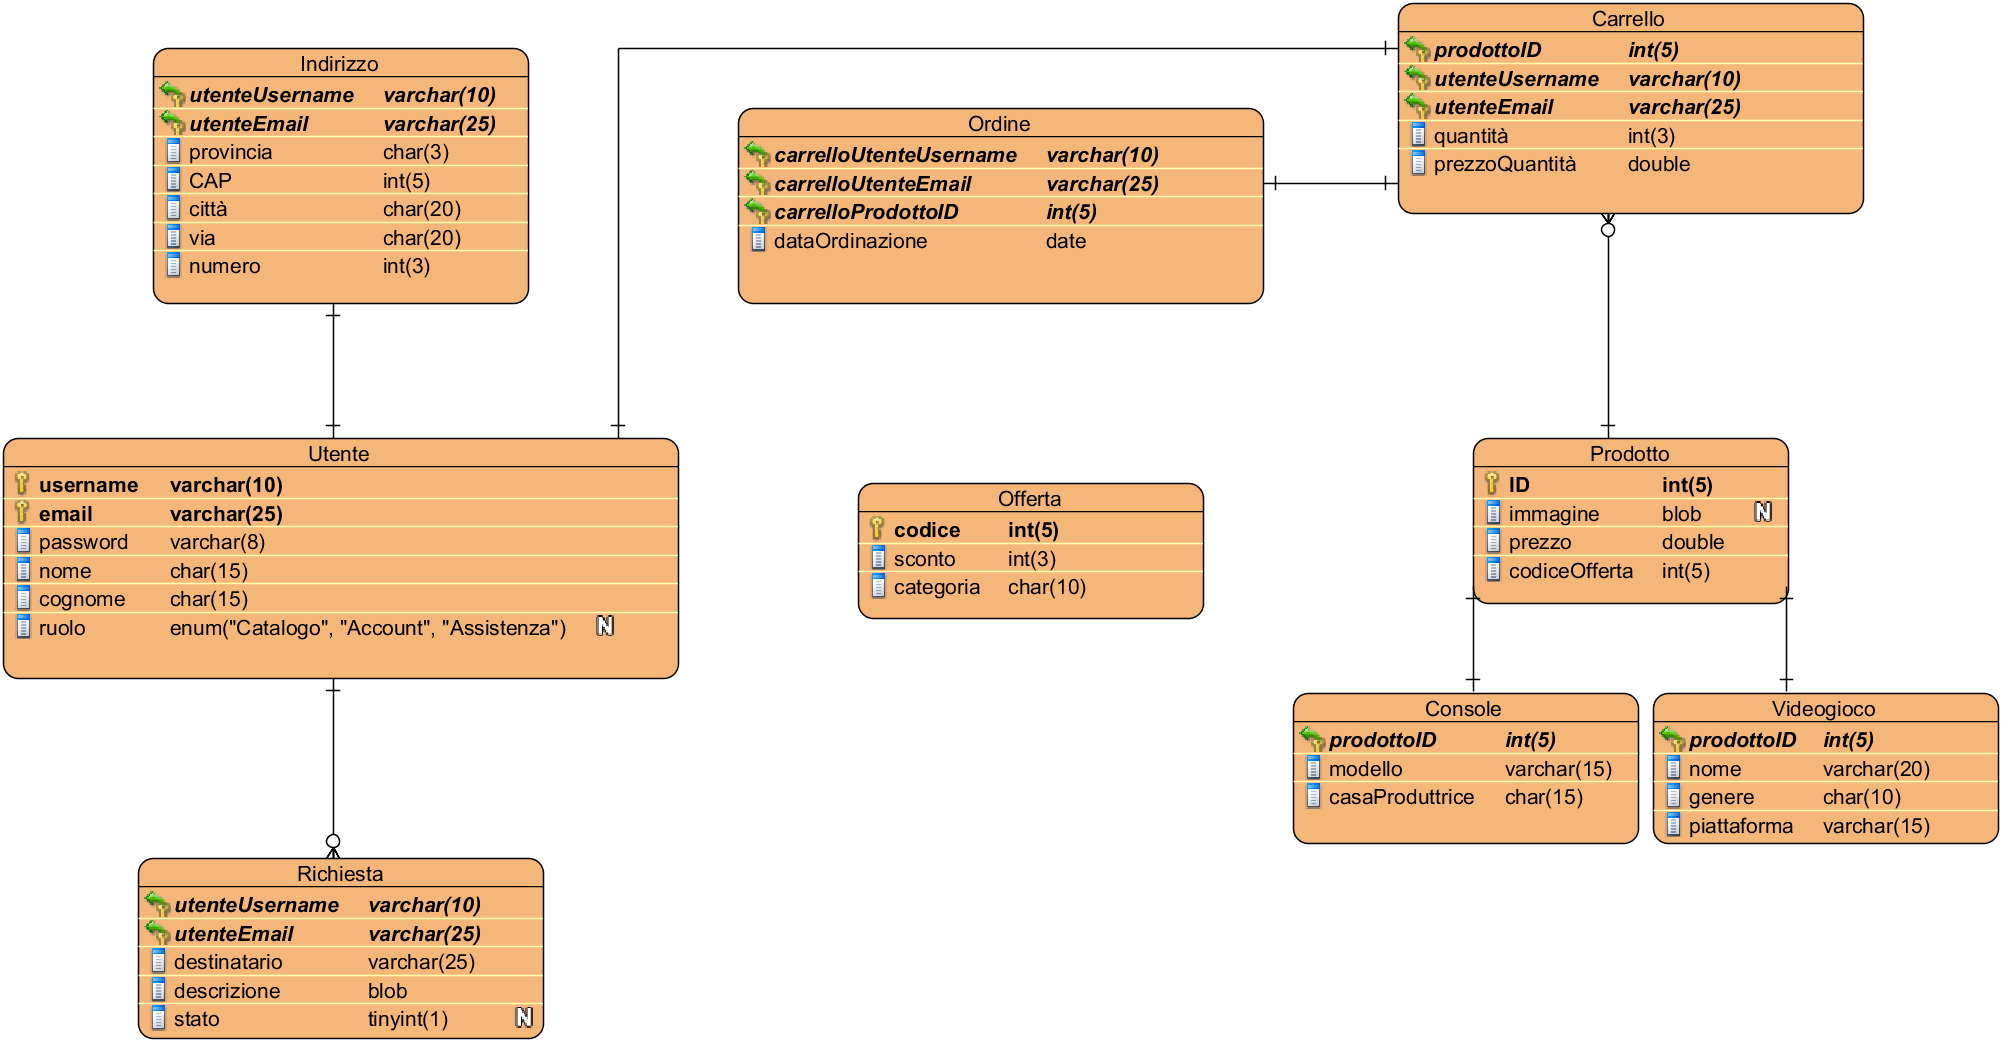 Indirizzo
utenteUsername varchar(10)
utenteEmail varchar(25)
provincia char(3)
CAP int(5)
città char(20)
via char(20)
numero int(3)
Ordine
carrelloUtenteUsername varchar(10)
carrelloUtenteEmail varchar(25)
carrelloProdottoID int(5)
dataOrdinazione date
Carrello
prodottoID int(5)
utenteUsername varchar(10)
utenteEmail varchar(25)
quantità int(3)
prezzoQuantità double
Utente
username varchar(10)
email varchar(25)
password varchar(8)
nome char(15)
cognome char(15)
ruolo enum("Catalogo", "Account", "Assistenza") N
Offerta
codice int(5)
sconto int(3)
categoria char(10)
Prodotto
ID int(5)
immagine blob N
prezzo double
codiceOfferta int(5)
Console
prodottoID int(5)
modello varchar(15)
casaProduttrice char(15)
Videogioco
prodottoID int(5)
nome varchar(20)
genere char(10)
piattaforma varchar(15)
Richiesta
utenteUsername varchar(10)
utenteEmail varchar(25)
destinatario varchar(25)
descrizione blob
stato tinyint(1) N